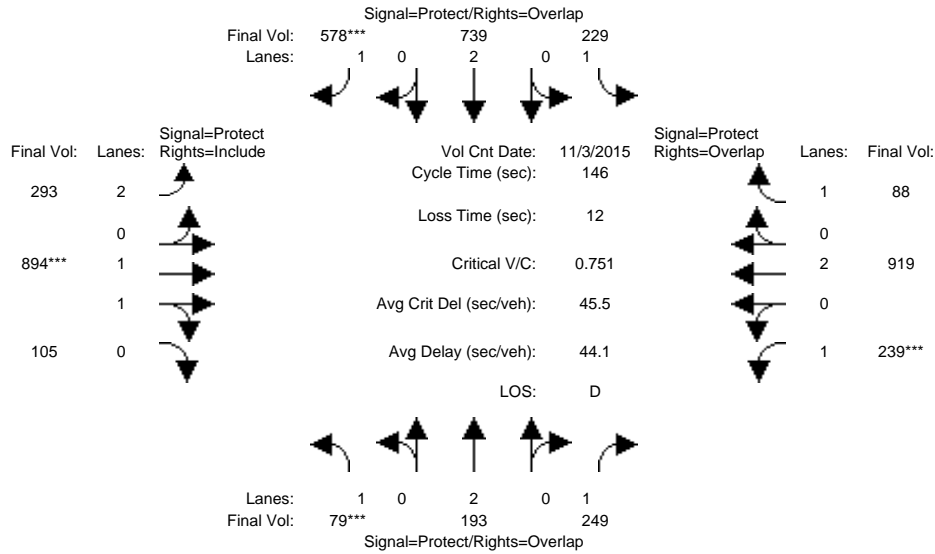 Signal=Protect/Rights=Overlap
Final Vol: 578*** 739 229
Lanes: 1 0 2 0 1
Signal=Protect Signal=Protect
Final Vol: Lanes: Rights=Include Vol Cnt Date: 11/3/2015 Rights=Overlap Lanes: Final Vol:
Cycle Time (sec): 146
293 2 1 88
Loss Time (sec): 12
0 0
894*** 1 Critical V/C: 0.751 2 919
1 Avg Crit Del (sec/veh): 45.5 0
105 0 Avg Delay (sec/veh): 44.1 1 239***
LOS: D
Lanes: 1 0 2 0 1
Final Vol: 79*** 193 249
Signal=Protect/Rights=Overlap